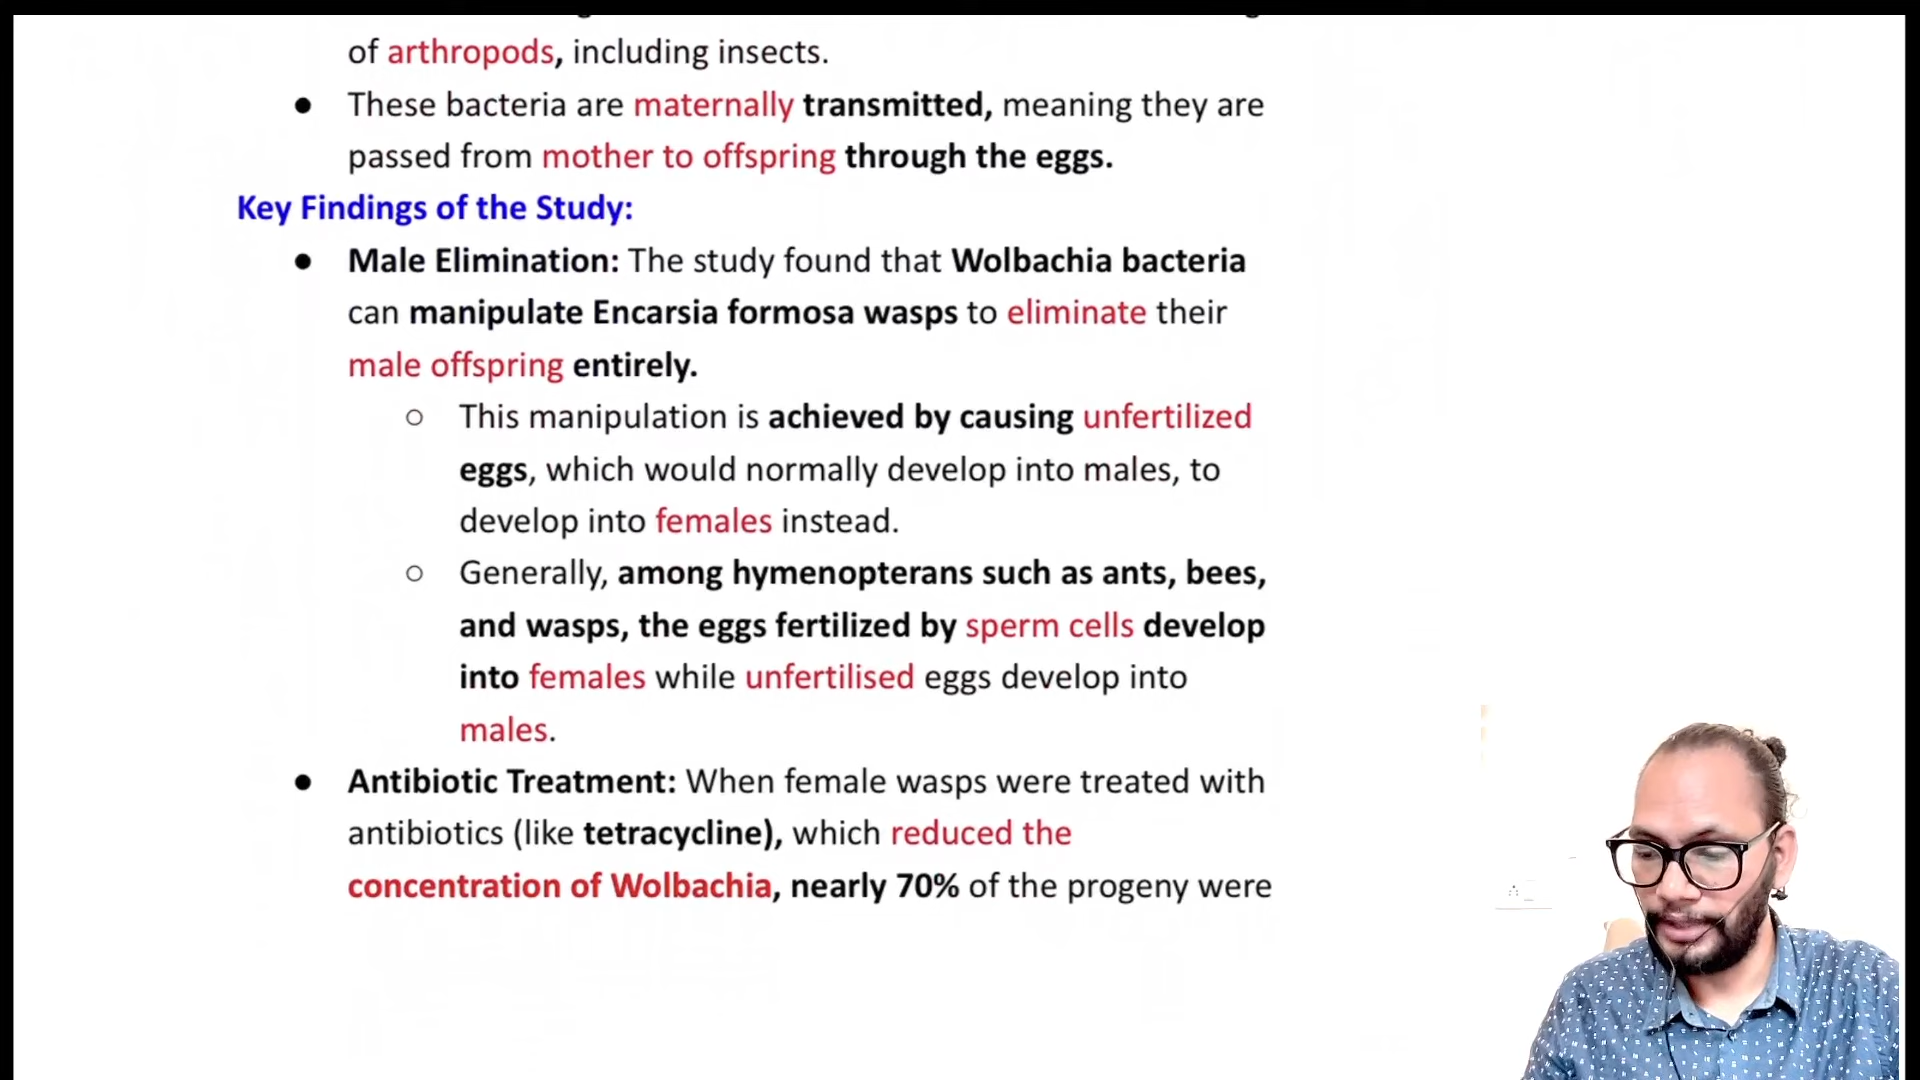 of arthropods, including insects.
● These bacteria are maternally transmitted, meaning they are
passed from mother to offspring through the eggs.
Key Findings of the Study:
● Male Elimination: The study found that Wolbachia bacteria
can manipulate Encarsia formosa wasps to eliminate their
male offspring entirely.
○ This manipulation is achieved by causing unfertilized
eggs, which would normally develop into males, to
develop into females instead.
○ Generally, among hymenopterans such as ants, bees,
and wasps, the eggs fertilized by sperm cells develop
into females while unfertilised eggs develop into
males.
● Antibiotic Treatment: When female wasps were treated with
antibiotics (like tetracycline), which reduced the
concentration of Wolbachia, nearly 70% of the progeny were